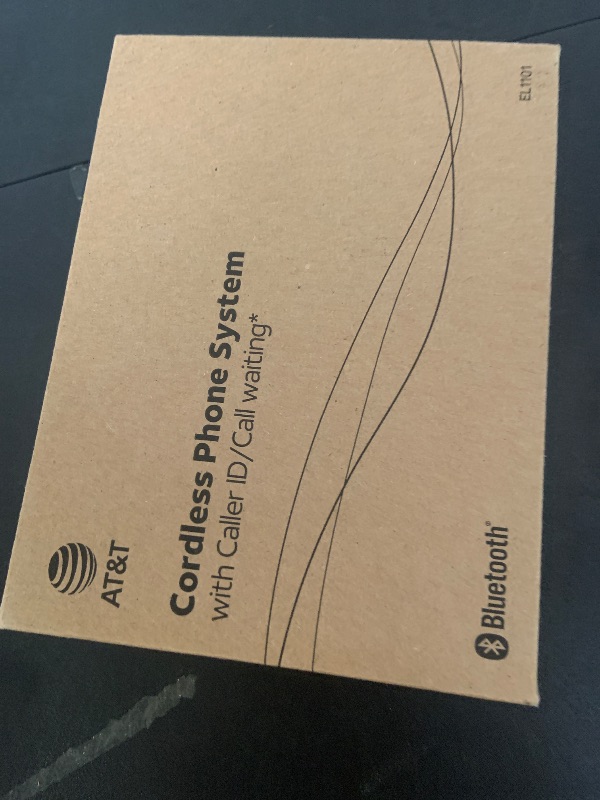 AT&T
Cordless Phone System
with Caller ID/Call waiting*
Bluetooth®
EL1101